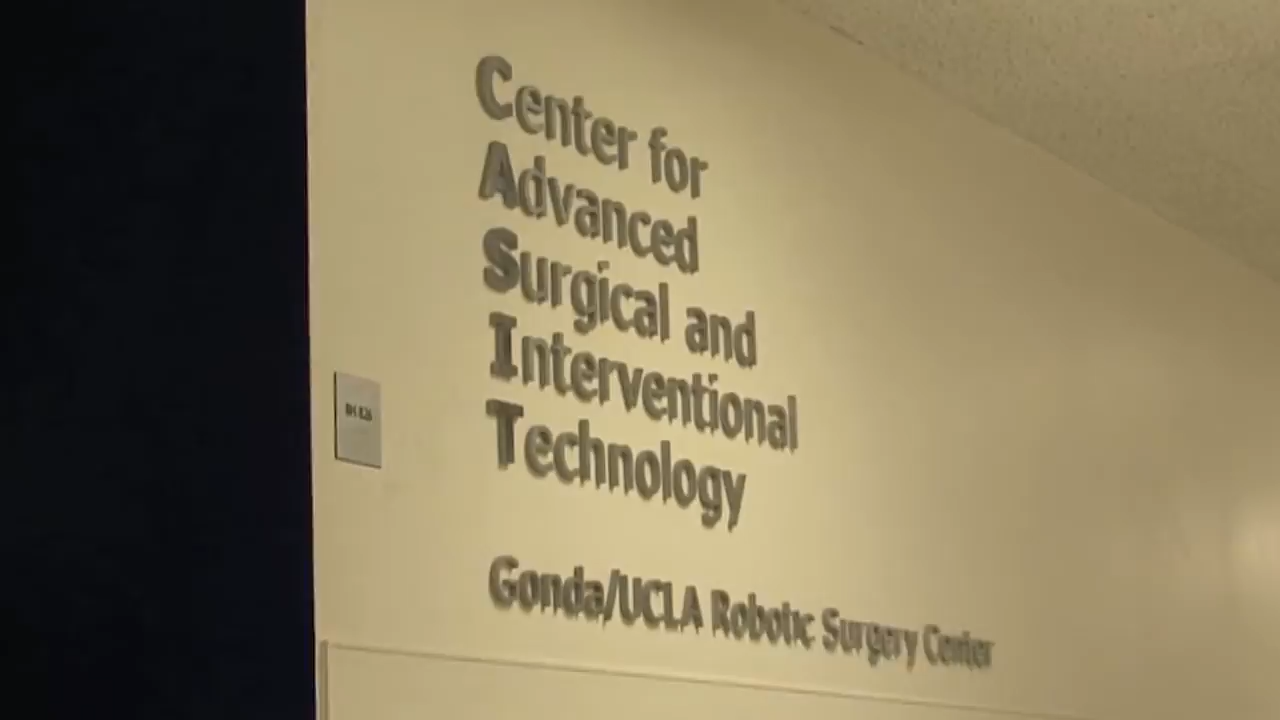 Center for
Advanced
Surgical and
Interventional
Technology
Gonda/UCLA Robotic Surgery Center